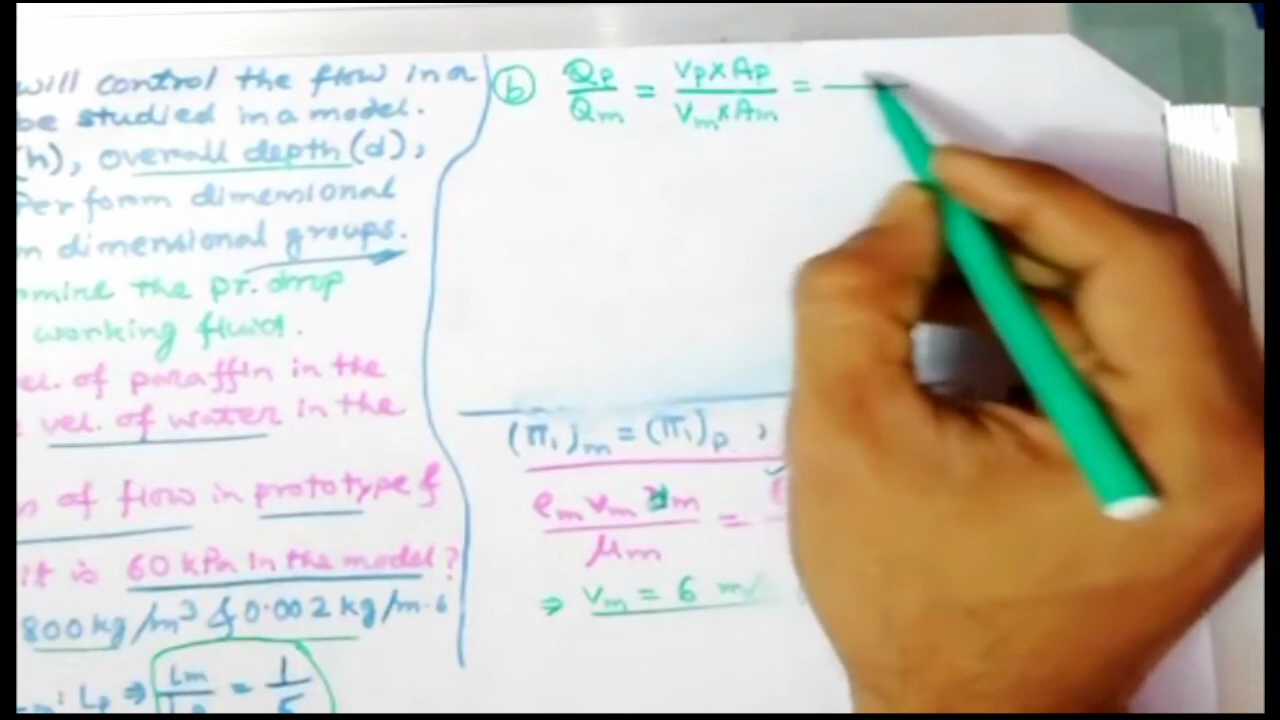 will control the flow in a
be studied in a model.
h), overall depth (d),
Perform dimensional
dimensional groups.
the pr. drop
working fluid.
vel. of paraffin in the
vel. of water in the
of flow in prototype &
it is 60 kPa in the model?
800 kg/m³ & 0.002 kg/m-s
Lp ⇒ Lm/Lp = 1/5
(b) Qp/Qm = Vp×Ap/Vm×Am =
(π₁)m = (π₁)p ,
ρm vm dm/μm =
⇒ Vm = 6 m/